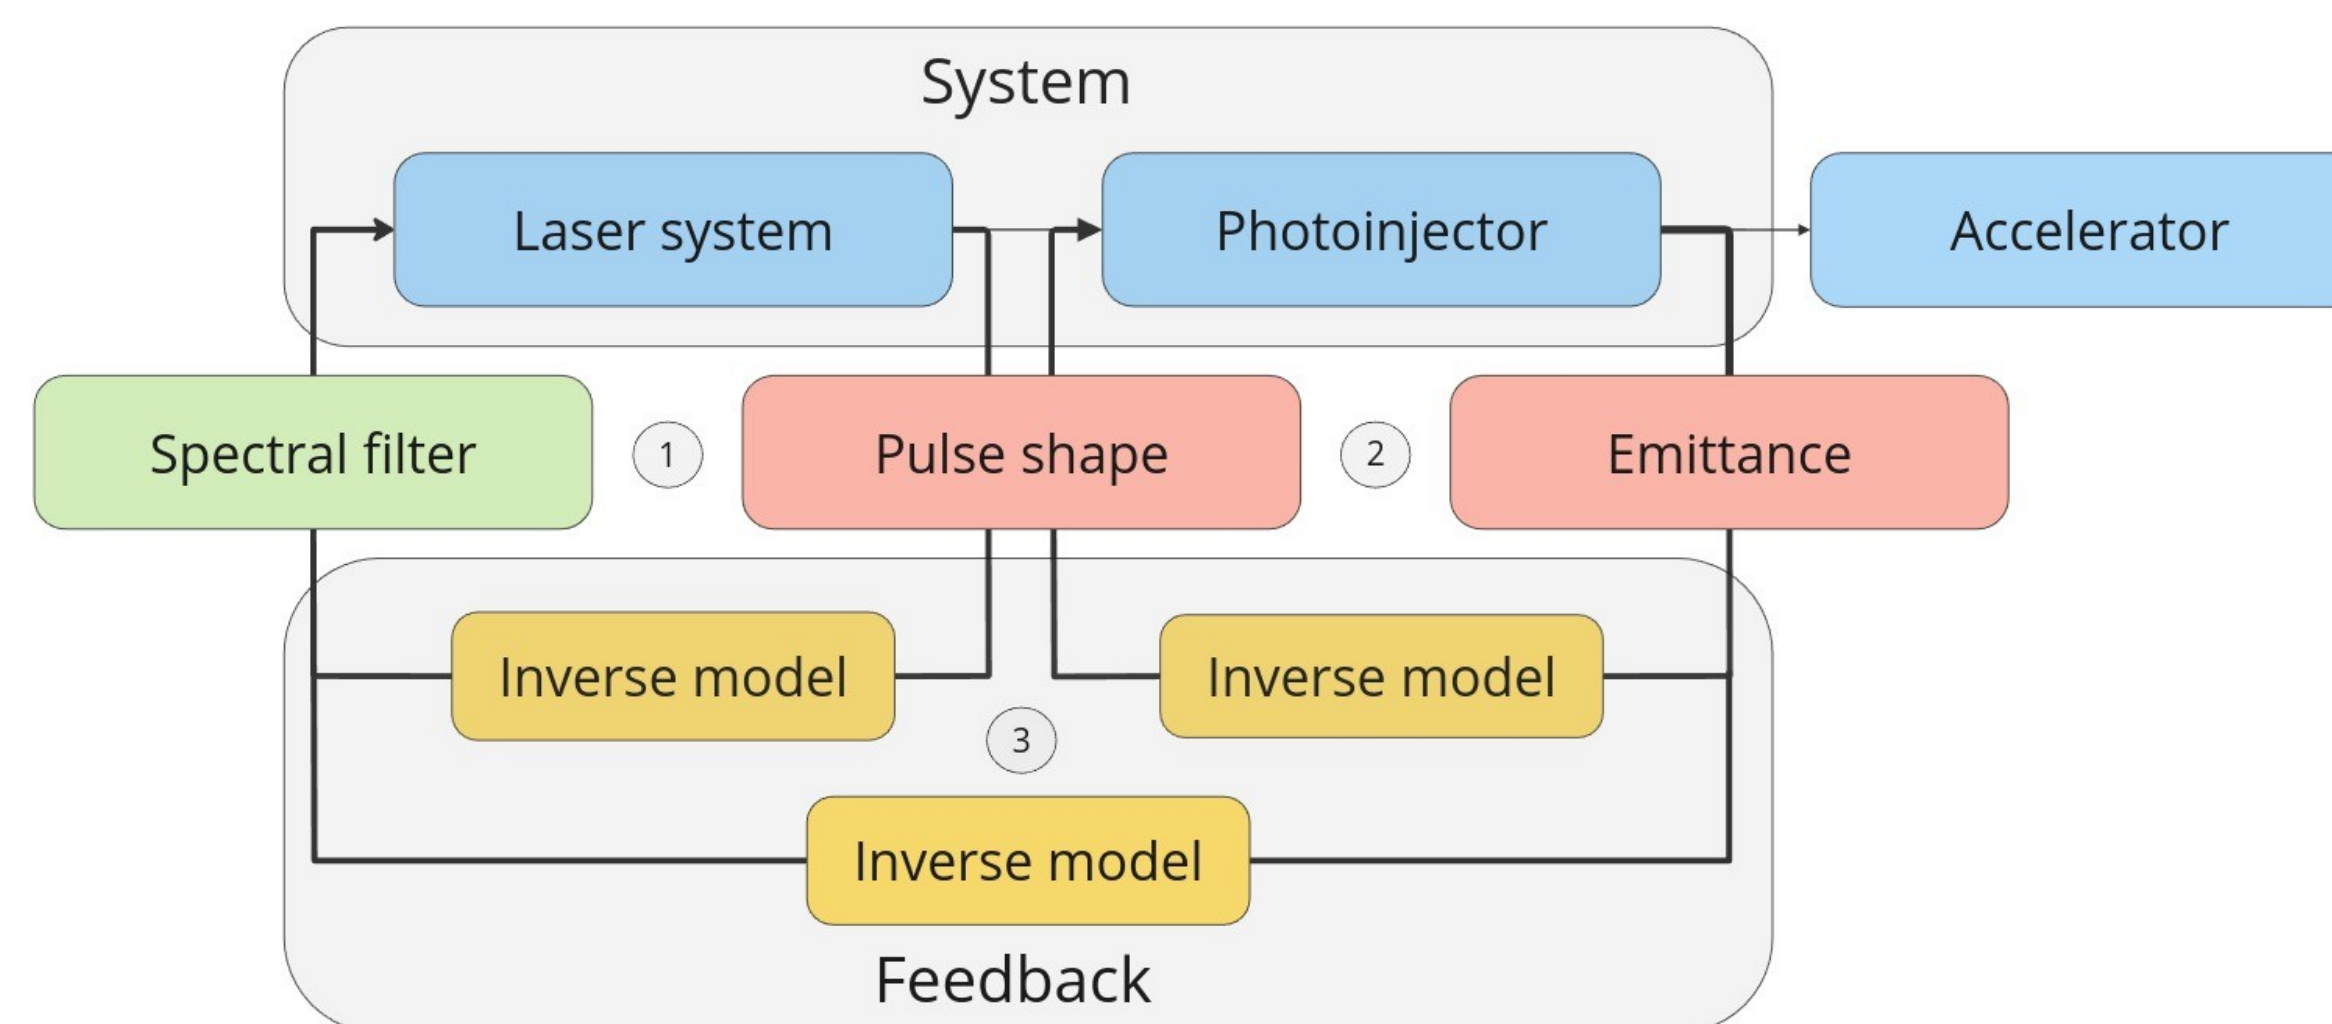 System
Laser system
Photoinjector
Accelerator
Spectral filter
1
Pulse shape
2
Emittance
Inverse model
Inverse model
3
Inverse model
Feedback